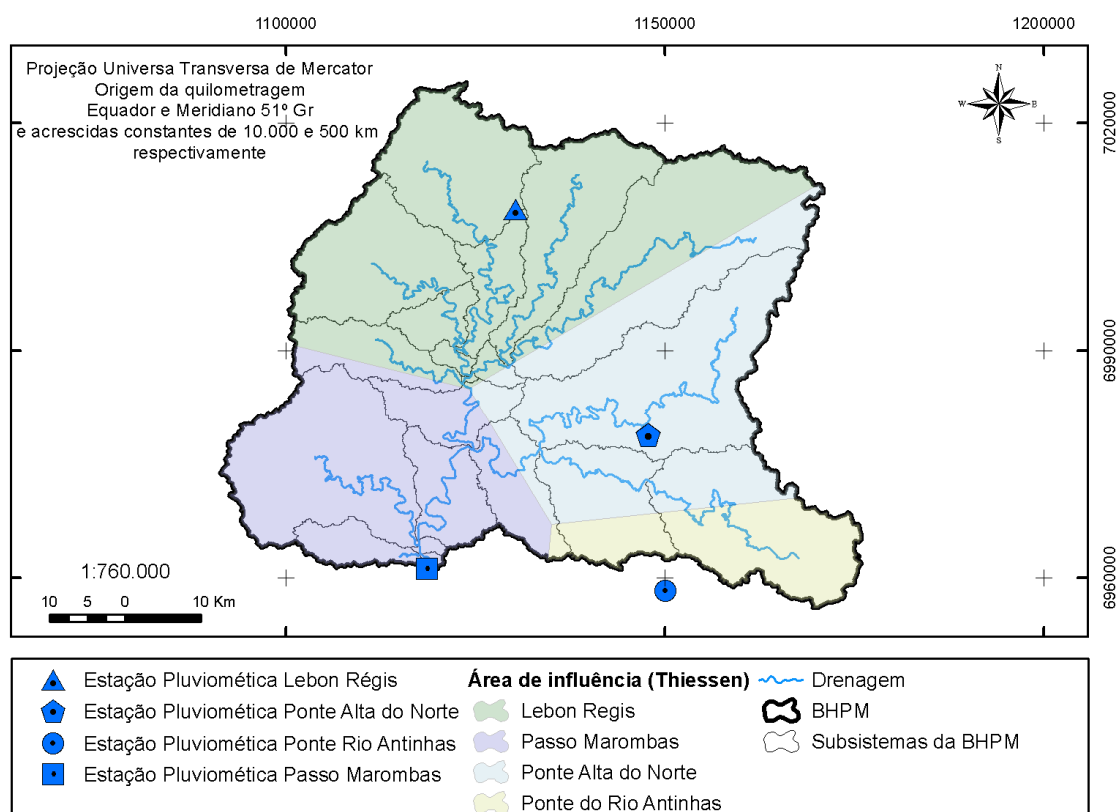 1100000
1150000
1200000
Projeção Universa Transversa de Mercator
Origem da quilometragem
Equador e Meridiano 51º Gr
e acrescidas constantes de 10.000 e 500 km
respectivamente
N
W
E
S
7020000
6990000
6960000
1:760.000
10 5 0 10 Km
Estação Pluviomética Lebon Régis
Estação Pluviomética Ponte Alta do Norte
Estação Pluviomética Ponte Rio Antinhas
Estação Pluviomética Passo Marombas
Área de influência (Thiessen)
Lebon Regis
Passo Marombas
Ponte Alta do Norte
Ponte do Rio Antinhas
Drenagem
BHPM
Subsistemas da BHPM